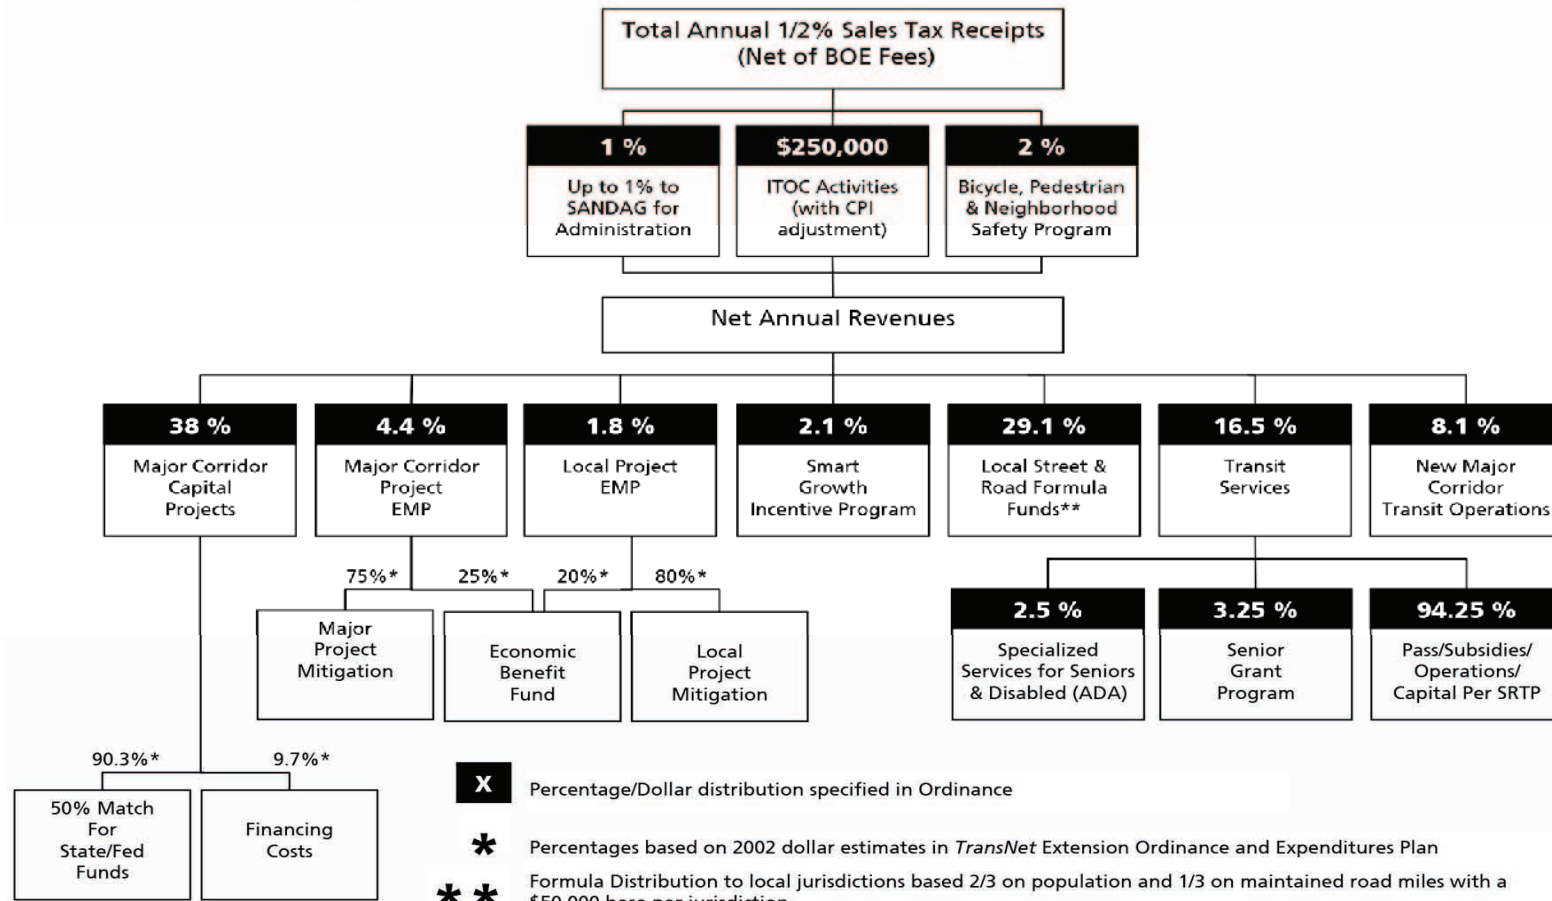 Total Annual 1/2% Sales Tax Receipts
(Net of BOE Fees)
1 %
Up to 1% to
SANDAG for
Administration
$250,000
ITOC Activities
(with CPI
adjustment)
2 %
Bicycle, Pedestrian
& Neighborhood
Safety Program
Net Annual Revenues
38 %
Major Corridor
Capital
Projects
4.4 %
Major Corridor
Project
EMP
1.8 %
Local Project
EMP
2.1 %
Smart
Growth
Incentive Program
29.1 %
Local Street &
Road Formula
Funds**
16.5 %
Transit
Services
8.1 %
New Major
Corridor
Transit Operations
75%*
25%*
20%*
80%*
Major
Project
Mitigation
Economic
Benefit
Fund
Local
Project
Mitigation
2.5 %
Specialized
Services for Seniors
& Disabled (ADA)
3.25 %
Senior
Grant
Program
94.25 %
Pass/Subsidies/
Operations/
Capital Per SRTP
90.3%*
9.7%*
50% Match
For
State/Fed
Funds
Financing
Costs
X Percentage/Dollar distribution specified in Ordinance
* Percentages based on 2002 dollar estimates in TransNet Extension Ordinance and Expenditures Plan
** Formula Distribution to local jurisdictions based 2/3 on population and 1/3 on maintained road miles with a
$50,000 base per jurisdiction